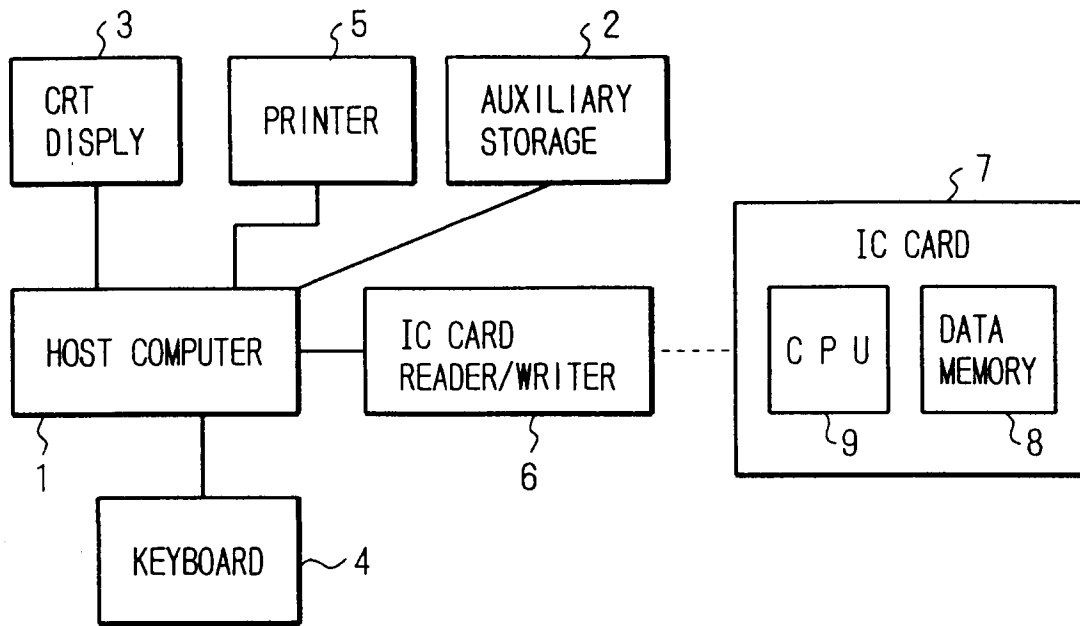 3
5
2
CRT
DISPLY
PRINTER
AUXILIARY
STORAGE
7
IC CARD
HOST COMPUTER
IC CARD
READER/WRITER
C P U
DATA
MEMORY
1
6
9
8
KEYBOARD
4